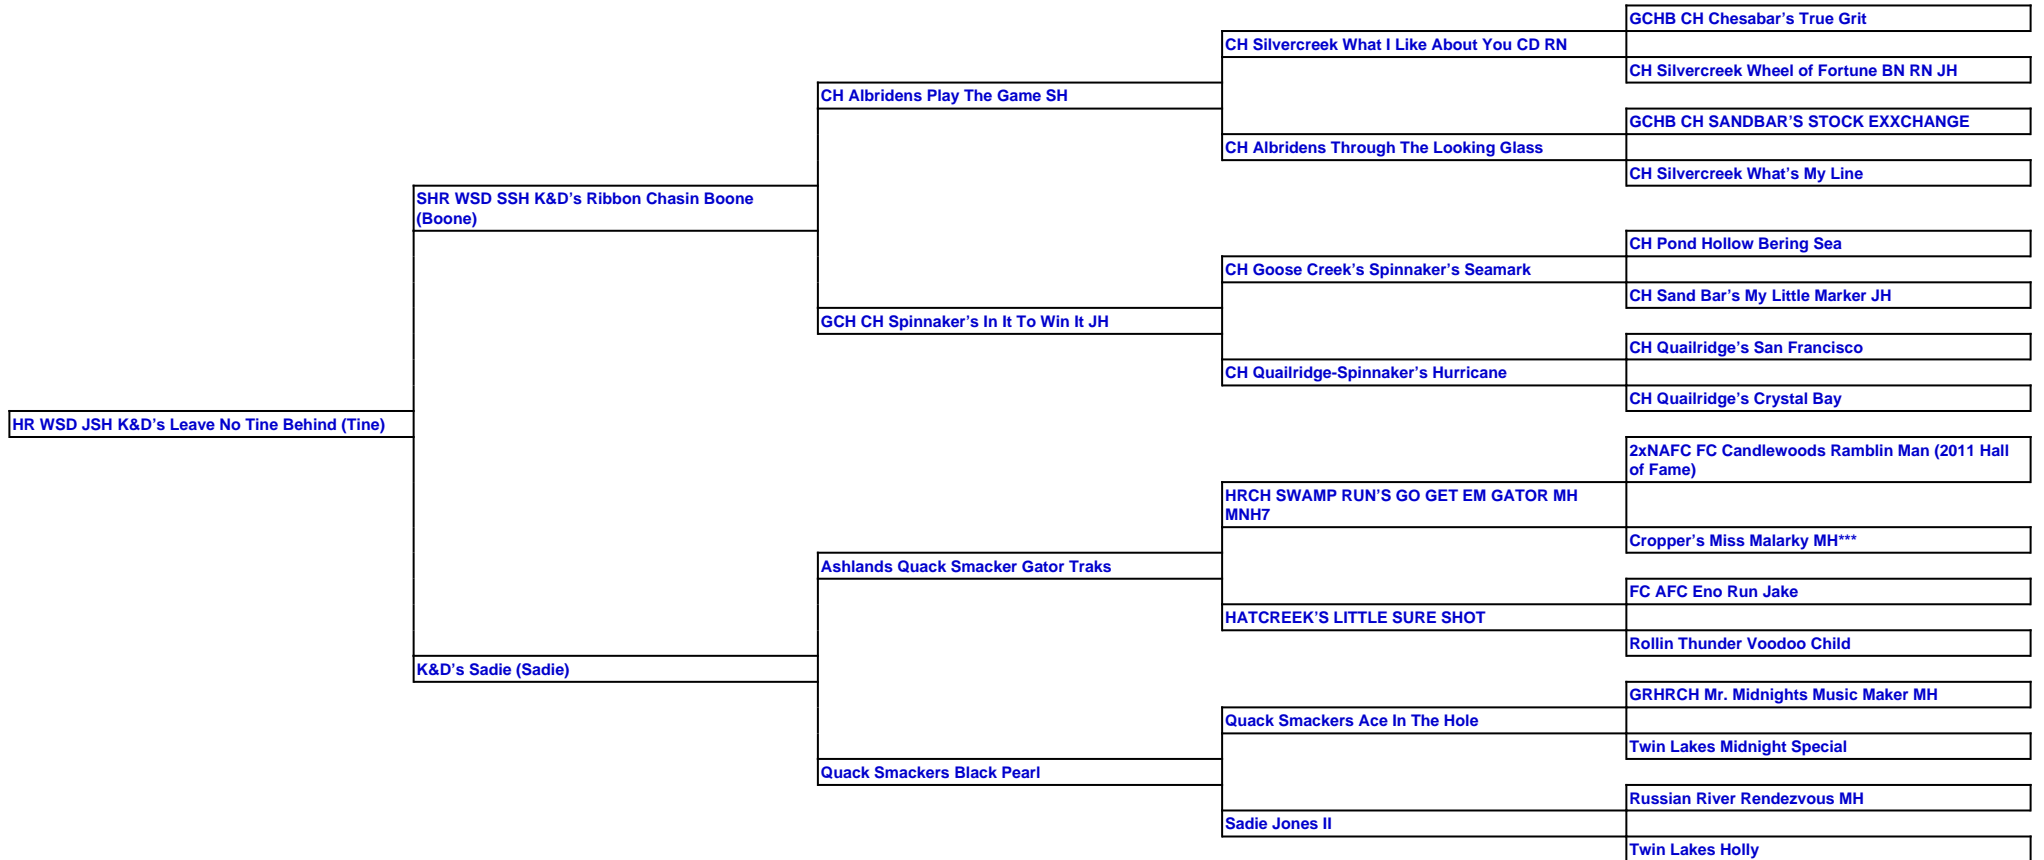 GCHB CH Chesabar's True Grit
CH Silvercreek What I Like About You CD RN
CH Silvercreek Wheel of Fortune BN RN JH
CH Albridens Play The Game SH
GCHB CH SANDBAR'S STOCK EXXCHANGE
CH Albridens Through The Looking Glass
CH Silvercreek What's My Line
SHR WSD SSH K&D's Ribbon Chasin Boone
(Boone)
CH Pond Hollow Bering Sea
CH Goose Creek's Spinnaker's Seamark
CH Sand Bar's My Little Marker JH
GCH CH Spinnaker's In It To Win It JH
CH Quailridge's San Francisco
CH Quailridge-Spinnaker's Hurricane
CH Quailridge's Crystal Bay
HR WSD JSH K&D's Leave No Tine Behind (Tine)
2xNAFC FC Candlewoods Ramblin Man (2011 Hall
of Fame)
HRCH SWAMP RUN'S GO GET EM GATOR MH
MNH7
Cropper's Miss Malarky MH***
Ashlands Quack Smacker Gator Traks
FC AFC Eno Run Jake
HATCREEK'S LITTLE SURE SHOT
Rollin Thunder Voodoo Child
K&D's Sadie (Sadie)
GRHRCH Mr. Midnights Music Maker MH
Quack Smackers Ace In The Hole
Twin Lakes Midnight Special
Quack Smackers Black Pearl
Russian River Rendezvous MH
Sadie Jones II
Twin Lakes Holly